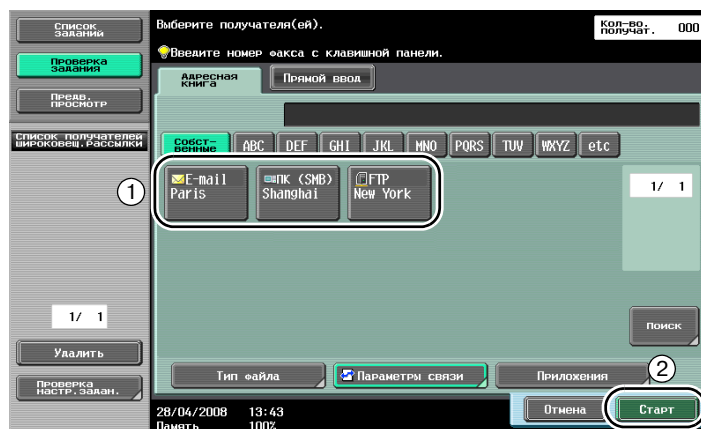 Список
заданий
Проверка
задания
Предв.
просмотр
Список получателей
широковещ.рассылки
1/ 1
Удалить
Проверка
настр.задан.
Выберите получателя(ей).
Кол-во.
получат. 000
Введите номер факса с клавишной панели.
Адресная
книга
Прямой ввод
Собст-
венные
ABC
DEF
GHI
JKL
MNO
PQRS
TUV
WXYZ
etc
1
E-mail
Paris
ПК (SMB)
Shanghai
FTP
New York
1/ 1
Поиск
Тип файла
Параметры связи
Приложения
2
28/04/2008 13:43
Память 100%
Отмена
Старт